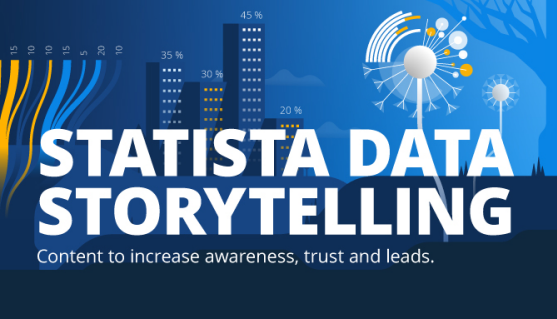 45 %
35 %
30 %
20 %
15 10 10 10 15 5 20 10
STATISTA DATA
STORYTELLING
Content to increase awareness, trust and leads.